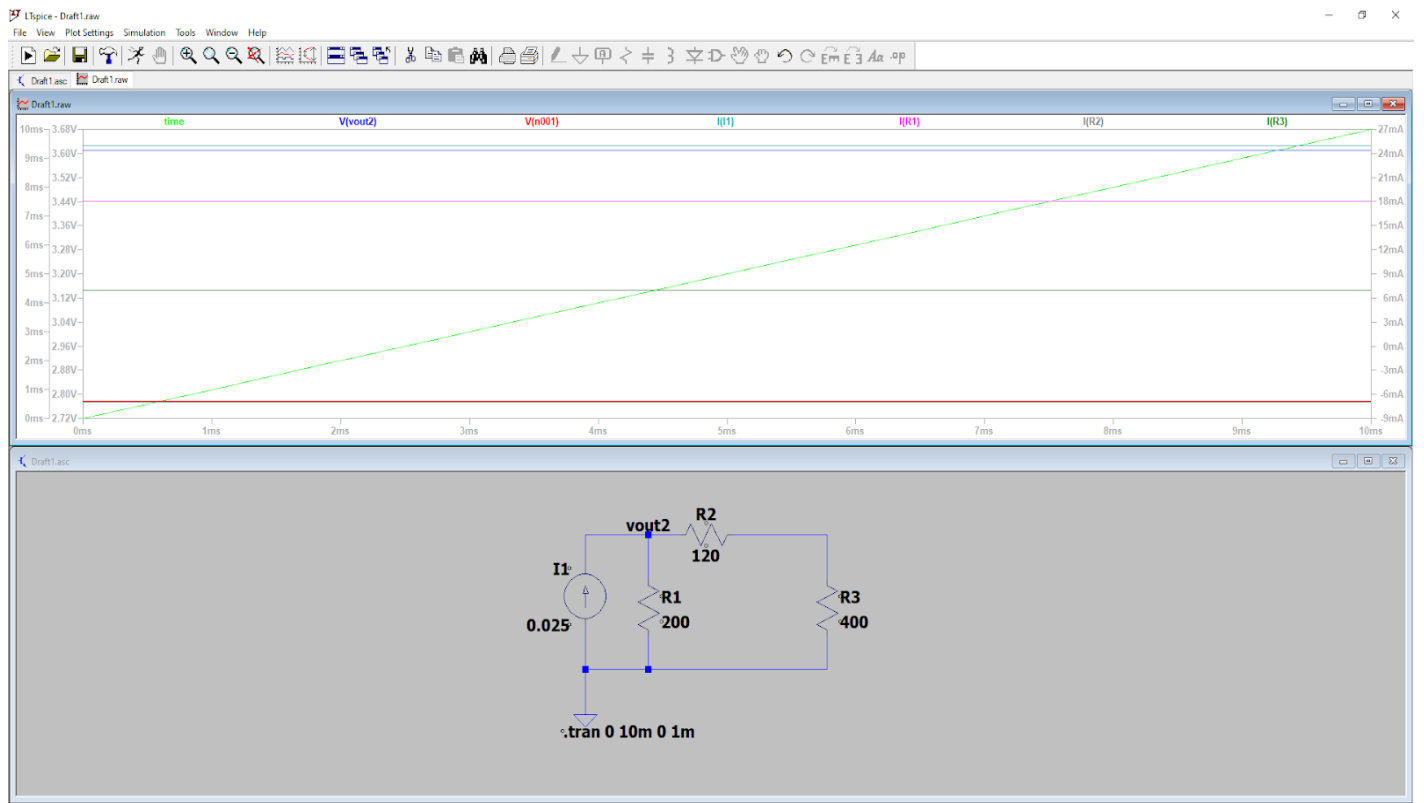 LTspice - Draft1.raw
File View Plot Settings Simulation Tools Window Help
Draft1.asc Draft1.raw
Draft1.raw
time V(vout2) V(n001) I(I1) I(R1) I(R2) I(R3)
10ms 3.68V 27mA
9ms 3.60V 24mA
3.52V 21mA
8ms
7ms 3.44V 18mA
3.36V 15mA
6ms 3.28V 12mA
5ms 3.20V 9mA
4ms 3.12V 6mA
3ms 3.04V 3mA
2.96V 0mA
2ms 2.88V -3mA
1ms 2.80V -6mA
0ms 2.72V -9mA
0ms 1ms 2ms 3ms 4ms 5ms 6ms 7ms 8ms 9ms 10ms
Draft1.asc
R2
vout2
120
I1
R1 R3
0.025 200 400
.tran 0 10m 0 1m